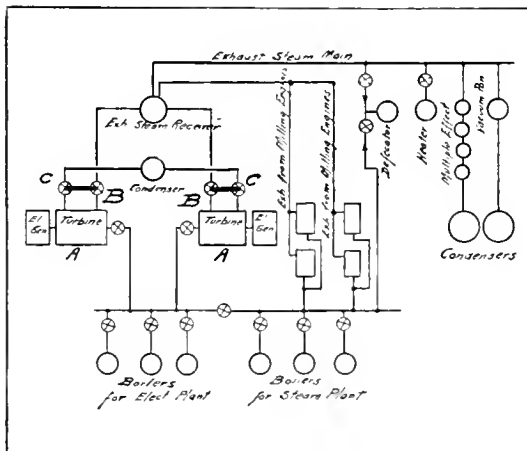 Exhaust Steam Main
Exh Steam Receiver
Exh from Milling Engines
Exh from Milling Engines
Defecator
Heater
Multiple Effect
Vacuum Pan
C
B
Condenser
B
C
El
Gen
Turbine
Turbine
El
Gen
A
A
Condensers
Boilers
for Elect Plant
Boilers
for Steam Plant